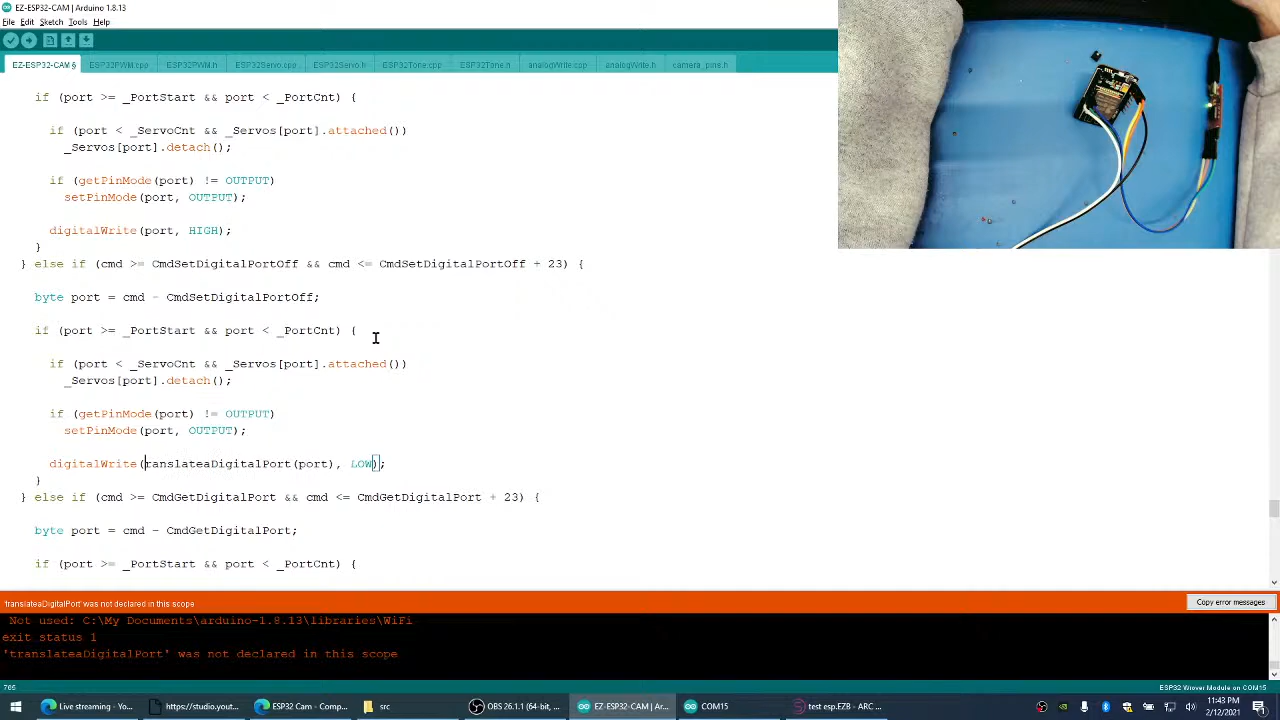 EZ-ESP32-CAM | Arduino 1.8.13
File Edit Sketch Tools Help
EZ-ESP32-CAM § ESP32PWM.cpp ESP32PWM.h ESP32Servo.cpp ESP32Servo.h ESP32Tone.cpp ESP32Tone.h analogWrite.cpp analogWrite.h camera_pins.h
if (port >= _PortStart && port < _PortCnt) {
if (port < _ServoCnt && _Servos[port].attached())
_Servos[port].detach();
if (getPinMode(port) != OUTPUT)
setPinMode(port, OUTPUT);
digitalWrite(port, HIGH);
}
} else if (cmd >= CmdSetDigitalPortOff && cmd <= CmdSetDigitalPortOff + 23) {
byte port = cmd - CmdSetDigitalPortOff;
if (port >= _PortStart && port < _PortCnt) {
if (port < _ServoCnt && _Servos[port].attached())
_Servos[port].detach();
if (getPinMode(port) != OUTPUT)
setPinMode(port, OUTPUT);
digitalWrite(ranslateaDigitalPort(port), LOW);
}
} else if (cmd >= CmdGetDigitalPort && cmd <= CmdGetDigitalPort + 23) {
byte port = cmd - CmdGetDigitalPort;
if (port >= _PortStart && port < _PortCnt) {
'translateaDigitalPort' was not declared in this scope
Copy error messages
Not used: C:\My Documents\arduino-1.8.13\libraries\WiFi
exit status 1
'translateaDigitalPort' was not declared in this scope
765 ESP32 Wrover Module on COM15
Live streaming - Yo... https://studio.yout... ESP32 Cam - Comp... src OBS 26.1.1 (64-bit, ... EZ-ESP32-CAM | Ar... COM15 test esp.EZB - ARC ...
11:43 PM
2/12/2021